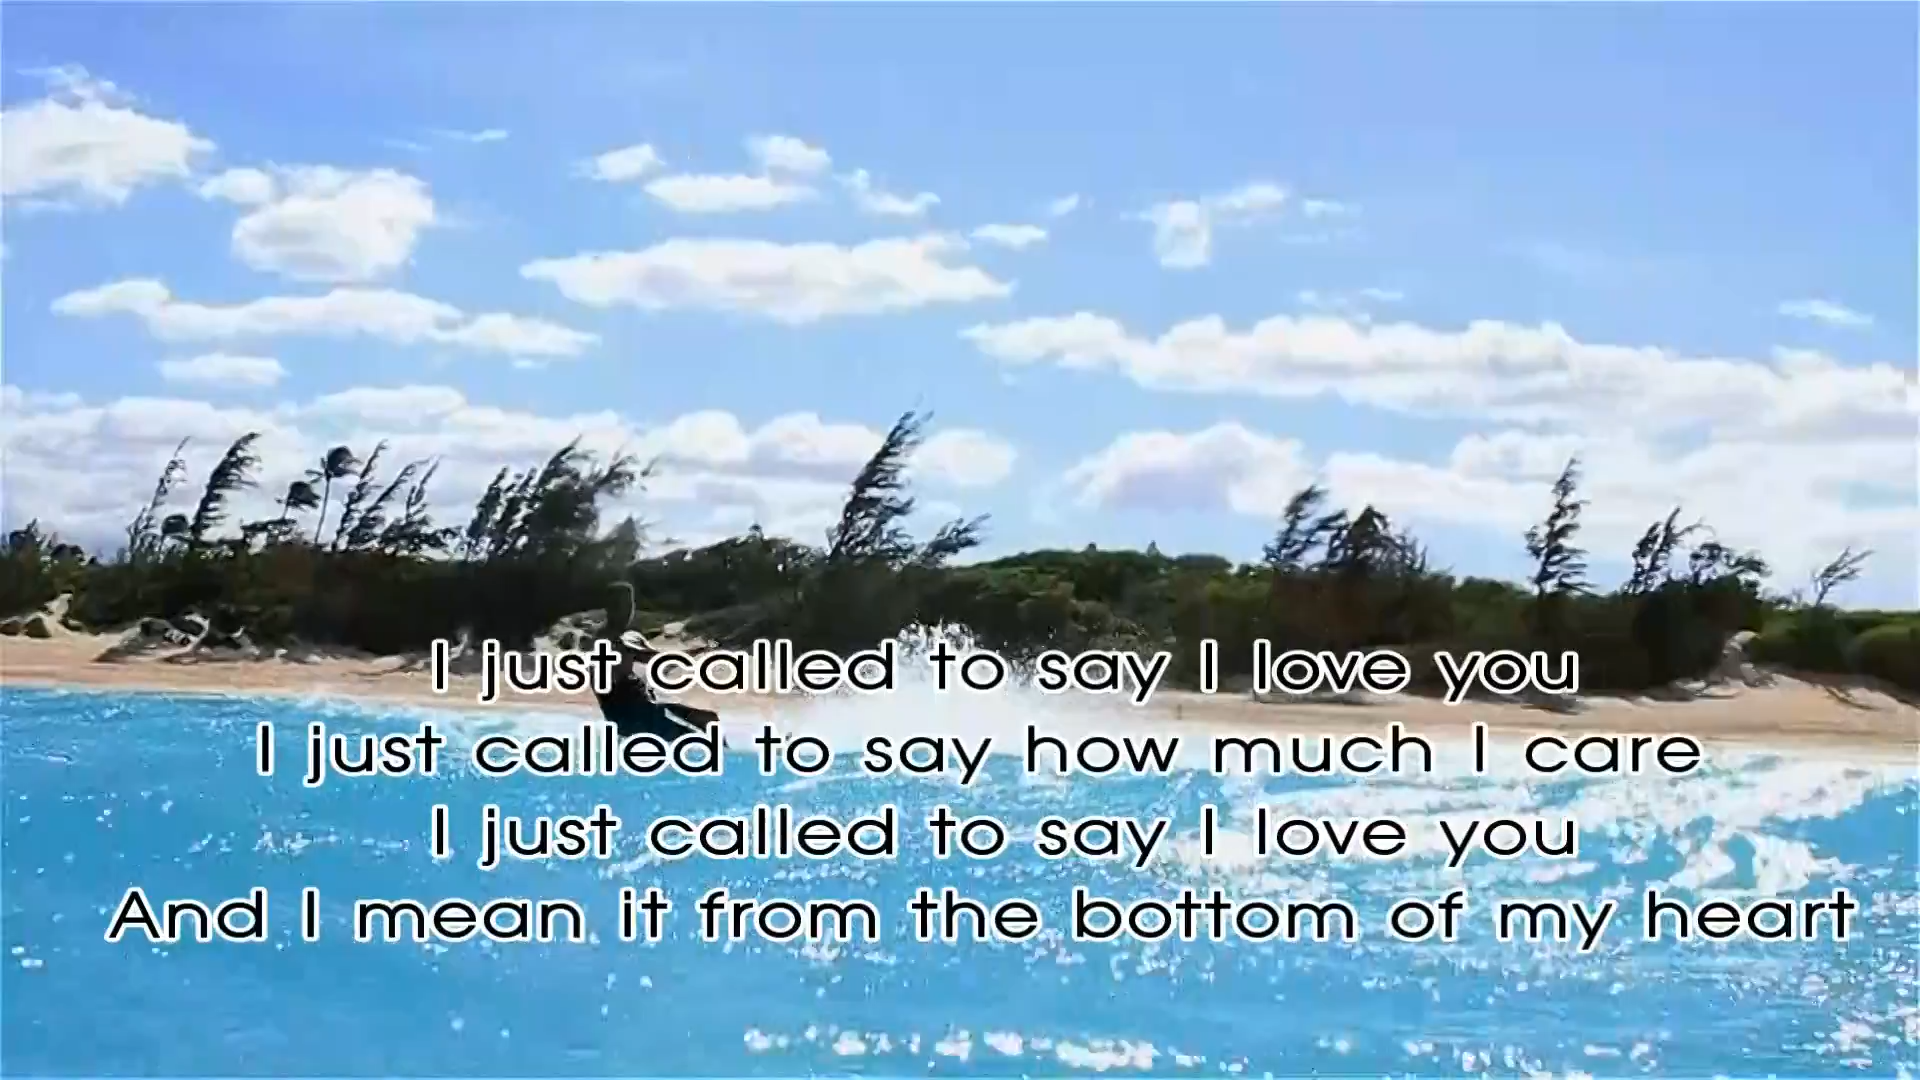 I just called to say I love you
I just called to say how much I care
I just called to say I love you
And I mean it from the bottom of my heart